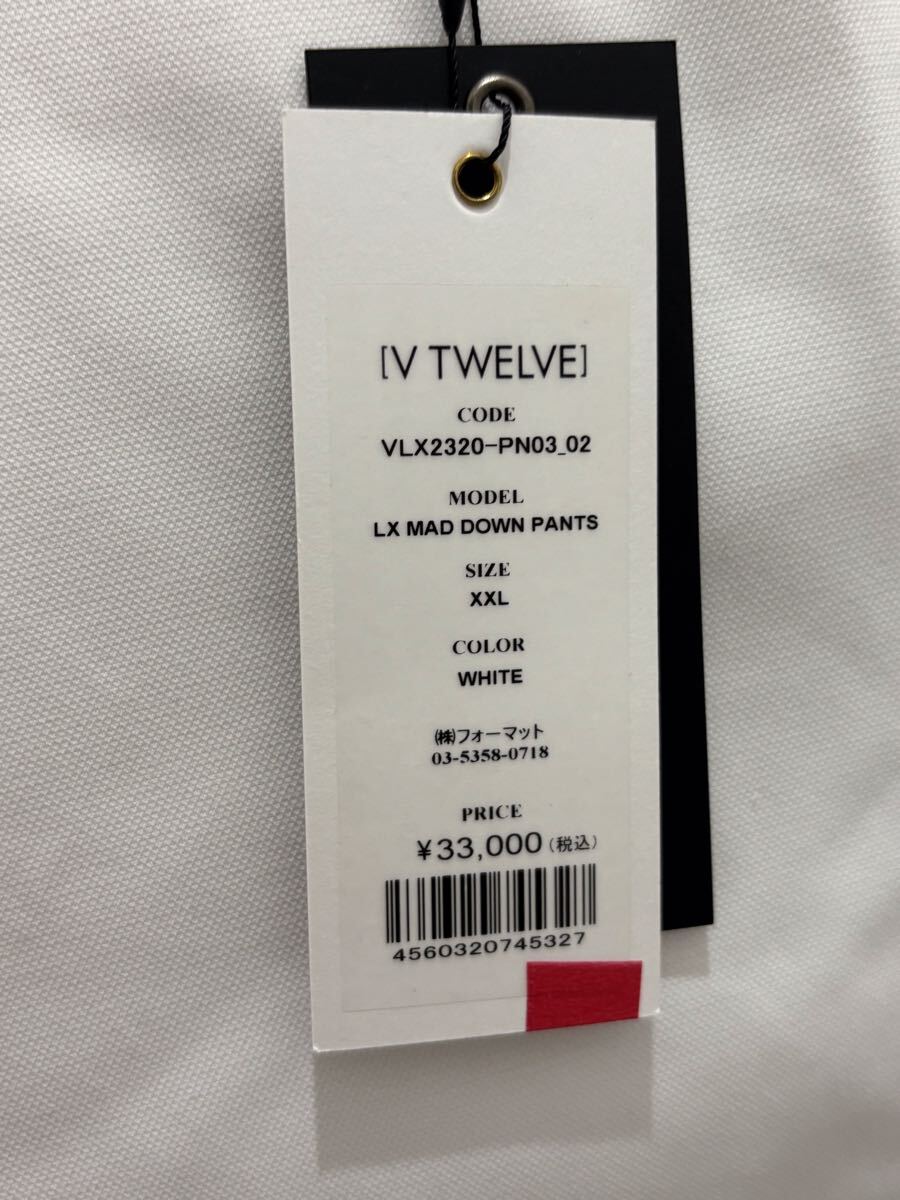 [V TWELVE]
CODE
VLX2320-PN03_02
MODEL
LX MAD DOWN PANTS
SIZE
XXL
COLOR
WHITE
㈱フォーマット
03-5358-0718
PRICE
¥33,000(税込)
4560320745327